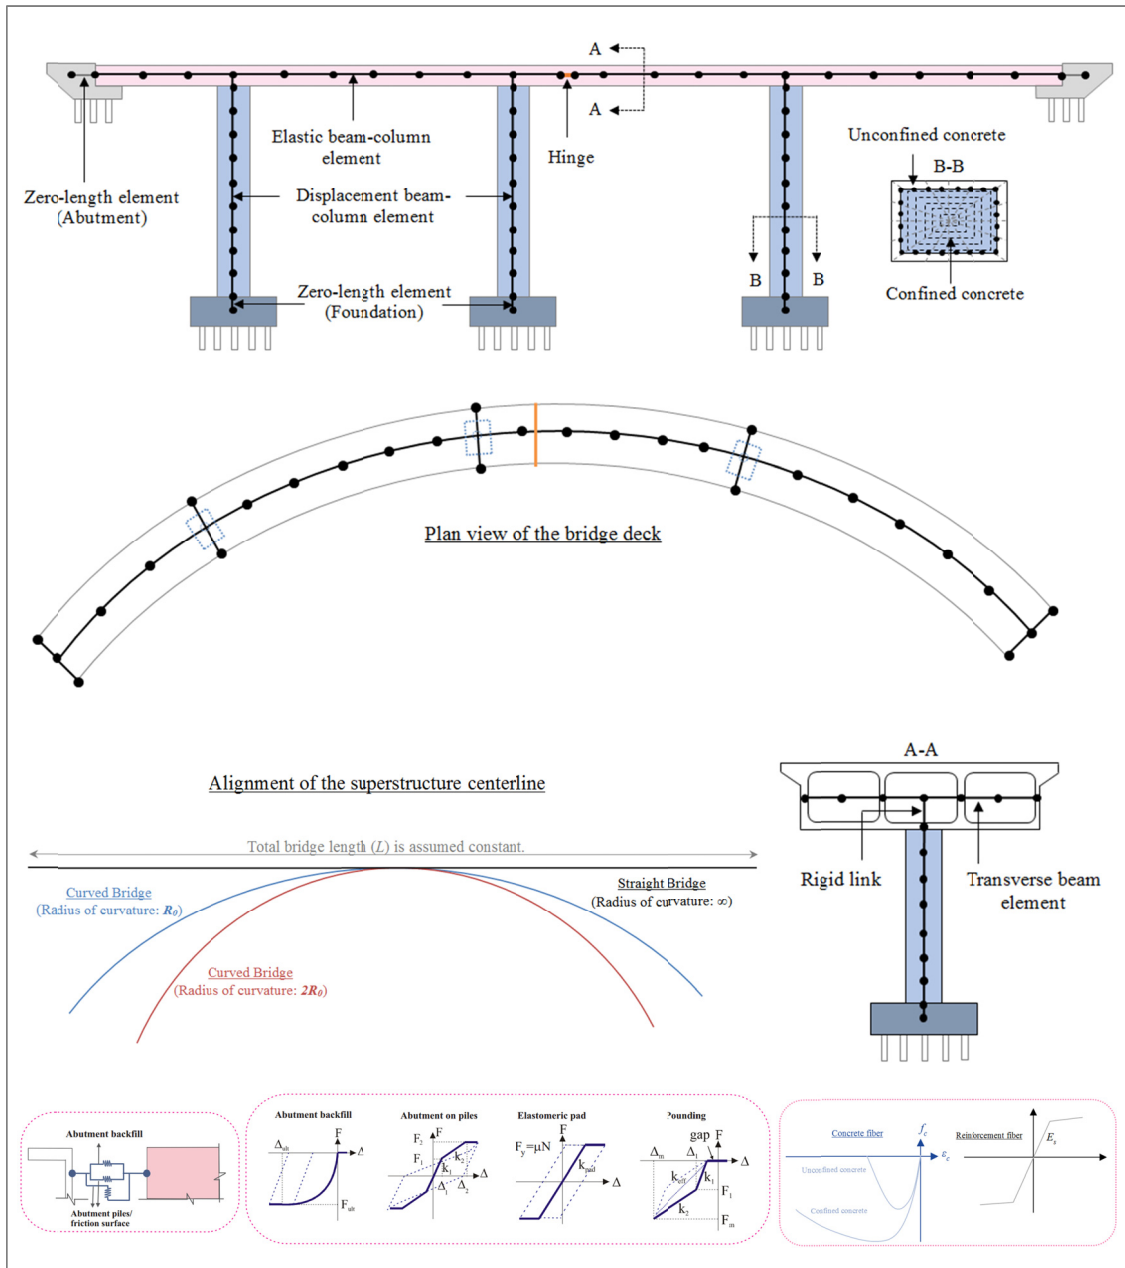 A
A
Elastic beam-column
element
Hinge
Unconfined concrete
B-B
Zero-length element
(Abutment)
Displacement beam-
column element
B
B
Confined concrete
Zero-length element
(Foundation)
Plan view of the bridge deck
A-A
Alignment of the superstructure centerline
Total bridge length (L) is assumed constant.
Curved Bridge
(Radius of curvature: R₀)
Straight Bridge
(Radius of curvature: ∞)
Rigid link
Transverse beam
element
Curved Bridge
(Radius of curvature: 2R₀)
Abutment backfill
Abutment piles/
friction surface
Abutment backfill
F
Δ
Δult
Fult
Abutment on piles
F
F₂
F₁
k₂
k₁
Δ
Δ₁
Δ₂
Elastomeric pad
F
Fy=μN
kpad
Δ
Pounding
gap
F
Δm
Δ₁
Δ
keff
k₁
F₁
k₂
Fm
Concrete fiber
fc
εc
Unconfined concrete
Confined concrete
Reinforcement fiber
Es